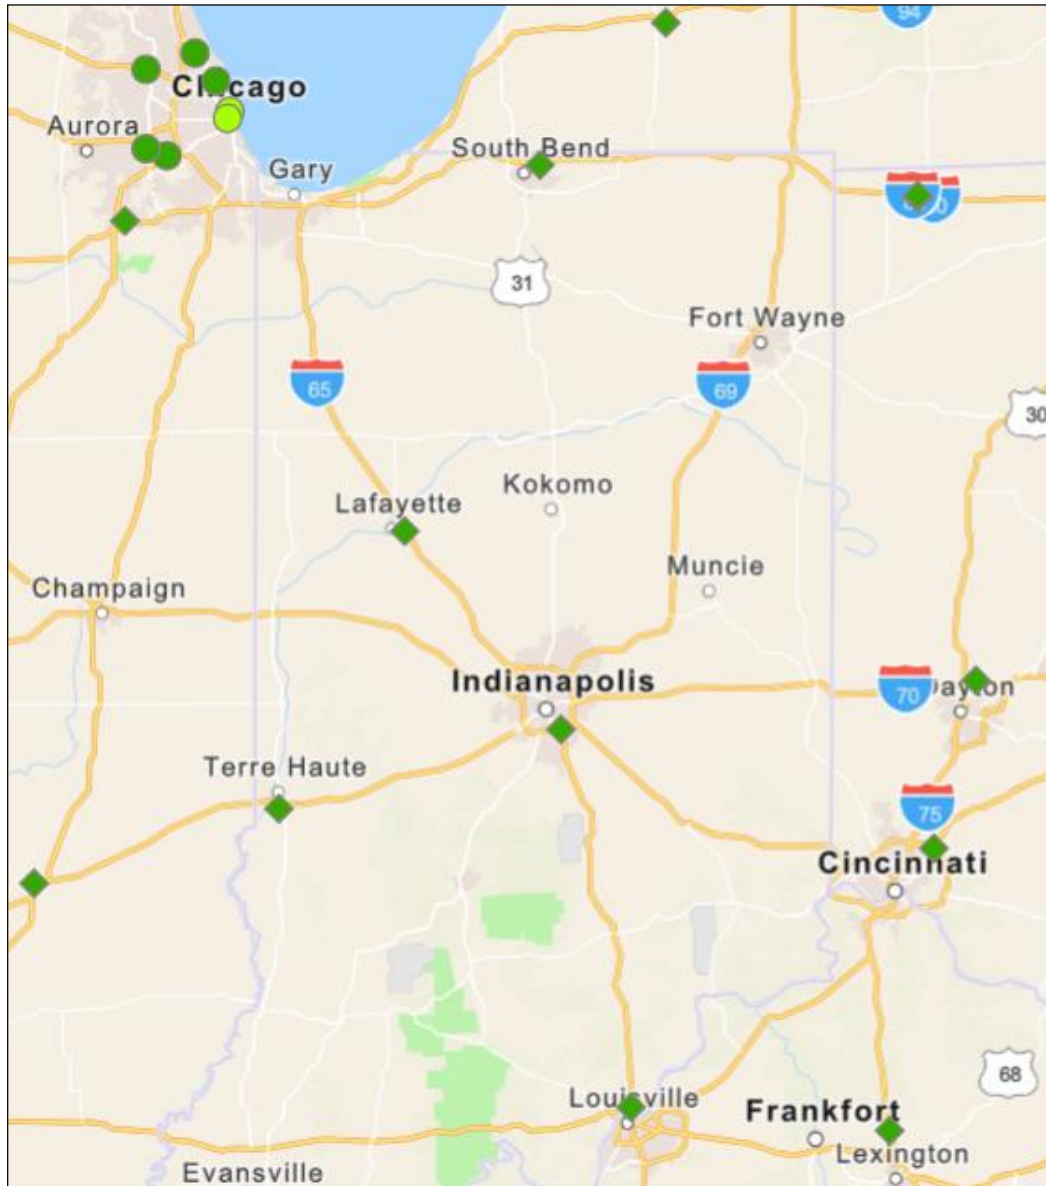 94
Chicago
Aurora
South Bend
Gary
31
Fort Wayne
65
69
30
Kokomo
Lafayette
Muncie
Champaign
Indianapolis
70
Dayton
Terre Haute
75
Cincinnati
68
Louisville
Frankfort
Lexington
Evansville